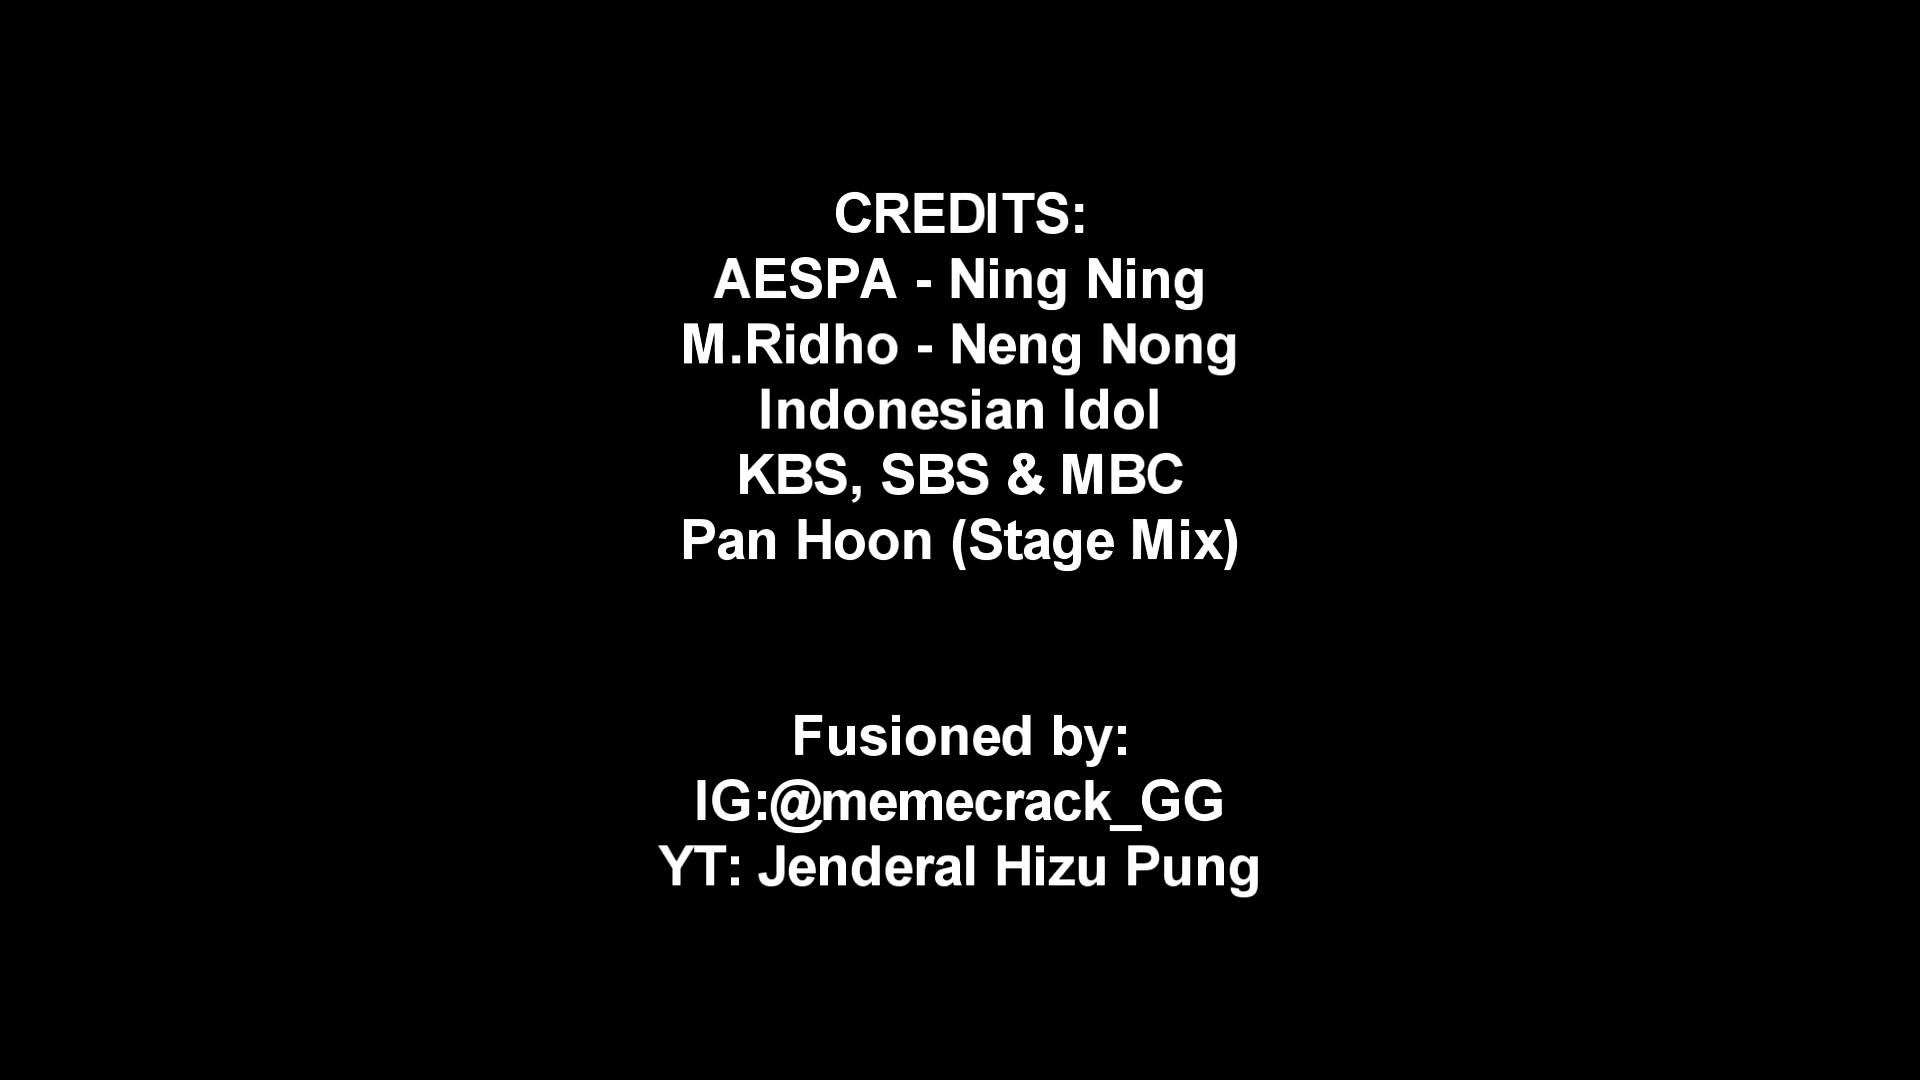 CREDITS:
AESPA - Ning Ning
M.Ridho - Neng Nong
Indonesian Idol
KBS, SBS & MBC
Pan Hoon (Stage Mix)
Fusioned by:
IG:@memecrack_GG
YT: Jenderal Hizu Pung